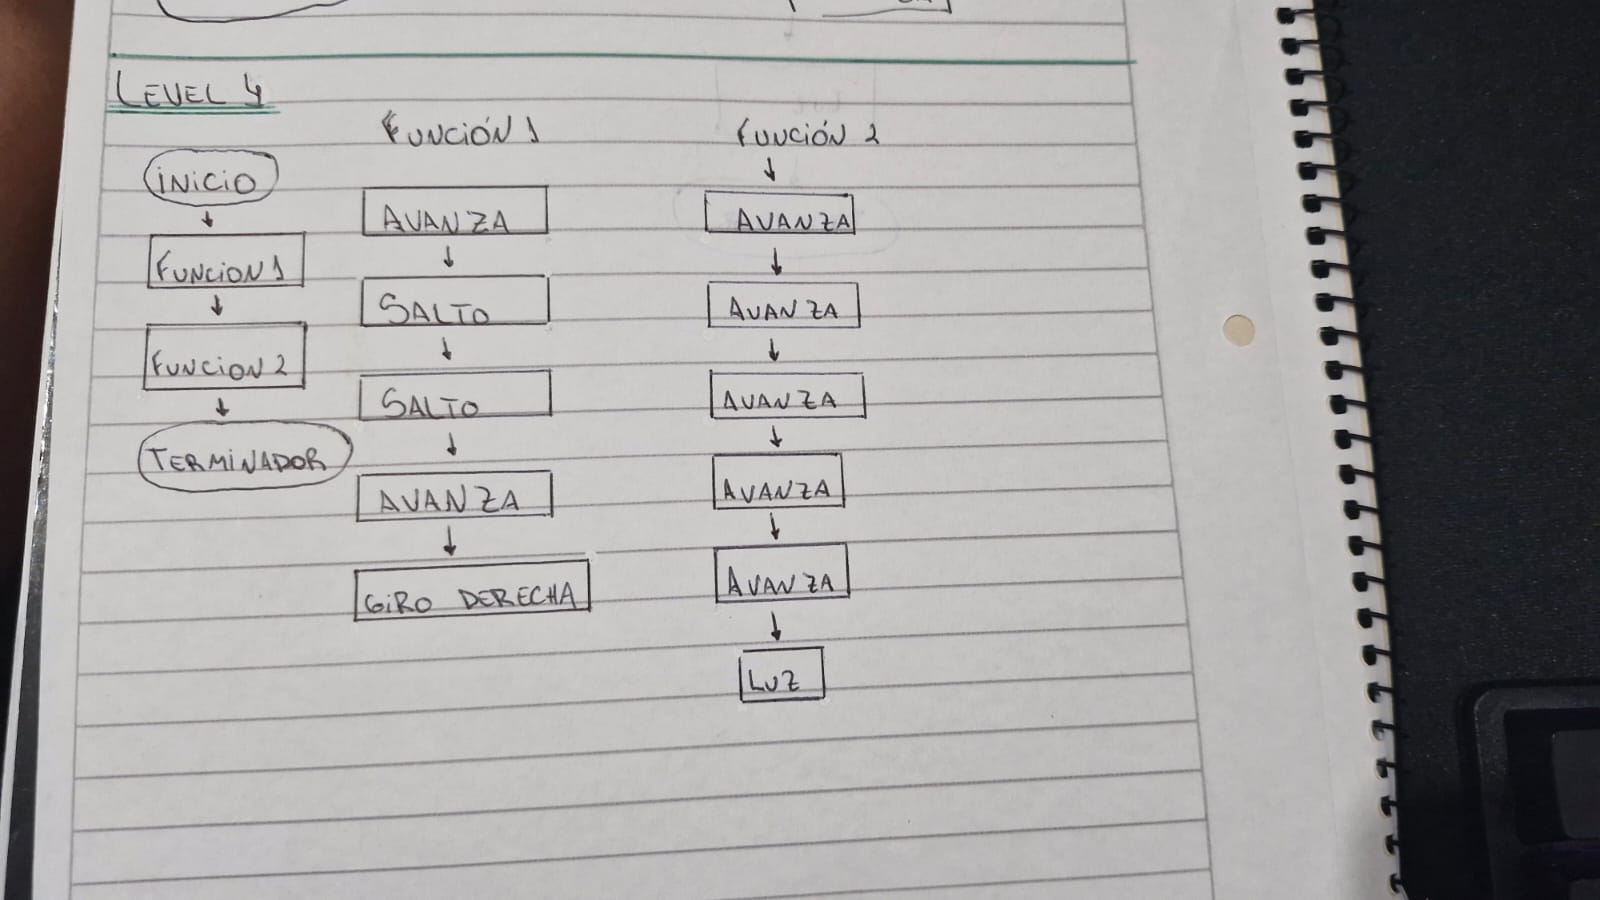 LEVEL 4
INICIO
FUNCION 1
FUNCION 2
TERMINADOR
FUNCIÓN 1
AVANZA
SALTO
SALTO
AVANZA
GIRO DERECHA
FUNCIÓN 2
AVANZA
AVANZA
AVANZA
AVANZA
AVANZA
LUZ